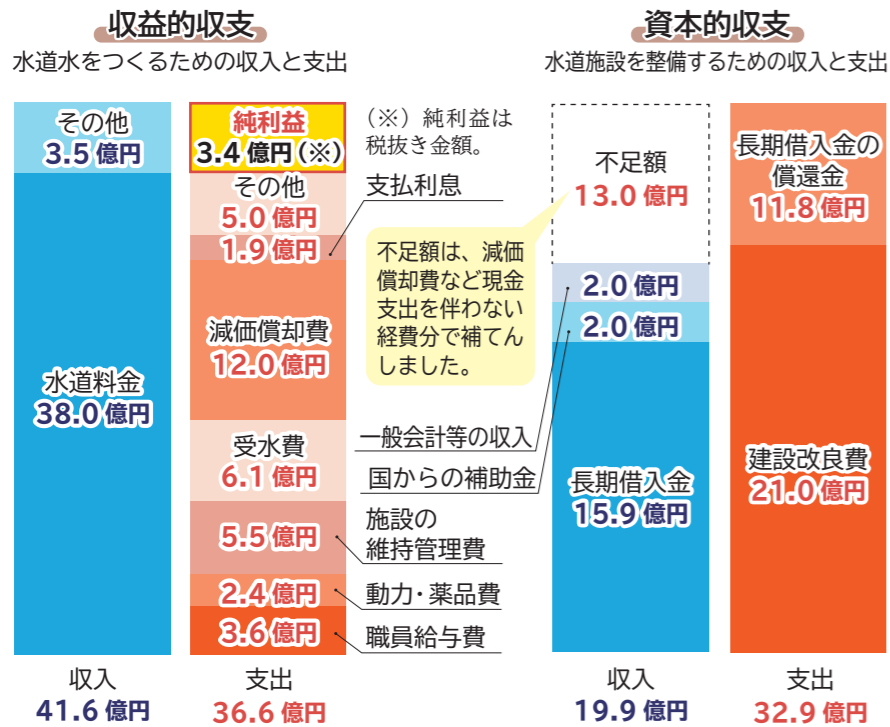 収益的収支
水道水をつくるための収入と支出
その他
3.5 億円
水道料金
38.0 億円
収入
41.6 億円
純利益
3.4 億円(※)
(※) 純利益は
税抜き金額。
その他
5.0 億円
1.9 億円
支払利息
減価償却費
12.0 億円
受水費
6.1 億円
5.5 億円
施設の
維持管理費
2.4 億円
動力・薬品費
3.6 億円
職員給与費
支出
36.6 億円
資本的収支
水道施設を整備するための収入と支出
不足額
13.0 億円
不足額は、減価
償却費など現金
支出を伴わない
経費分で補てん
しました。
2.0 億円
一般会計等の収入
2.0 億円
国からの補助金
長期借入金
15.9 億円
収入
19.9 億円
長期借入金の
償還金
11.8 億円
建設改良費
21.0 億円
支出
32.9 億円